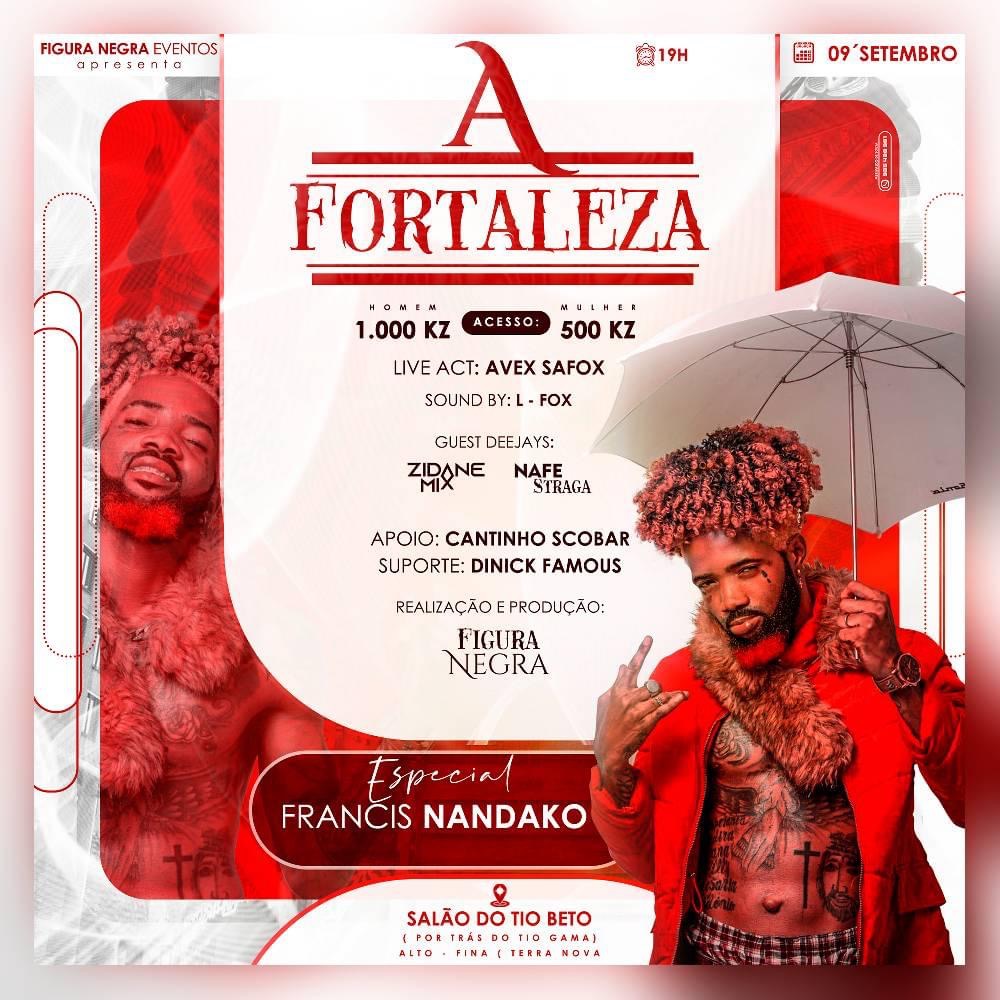 FIGURA NEGRA EVENTOS
apresenta
19H
09´SETEMBRO
A
FORTALEZA
HOMEM
1.000 KZ
ACESSO:
MULHER
500 KZ
LIVE ACT: AVEX SAFOX
SOUND BY: L - FOX
GUEST DEEJAYS:
ZIDANE
MIX
NAFE
STRAGA
APOIO: CANTINHO SCOBAR
SUPORTE: DINICK FAMOUS
REALIZAÇÃO E PRODUÇÃO:
FIGURA
NEGRA
Especial
FRANCIS NANDAKO
SALÃO DO TIO BETO
( POR TRÁS DO TIO GAMA)
ALTO - FINA ( TERRA NOVA